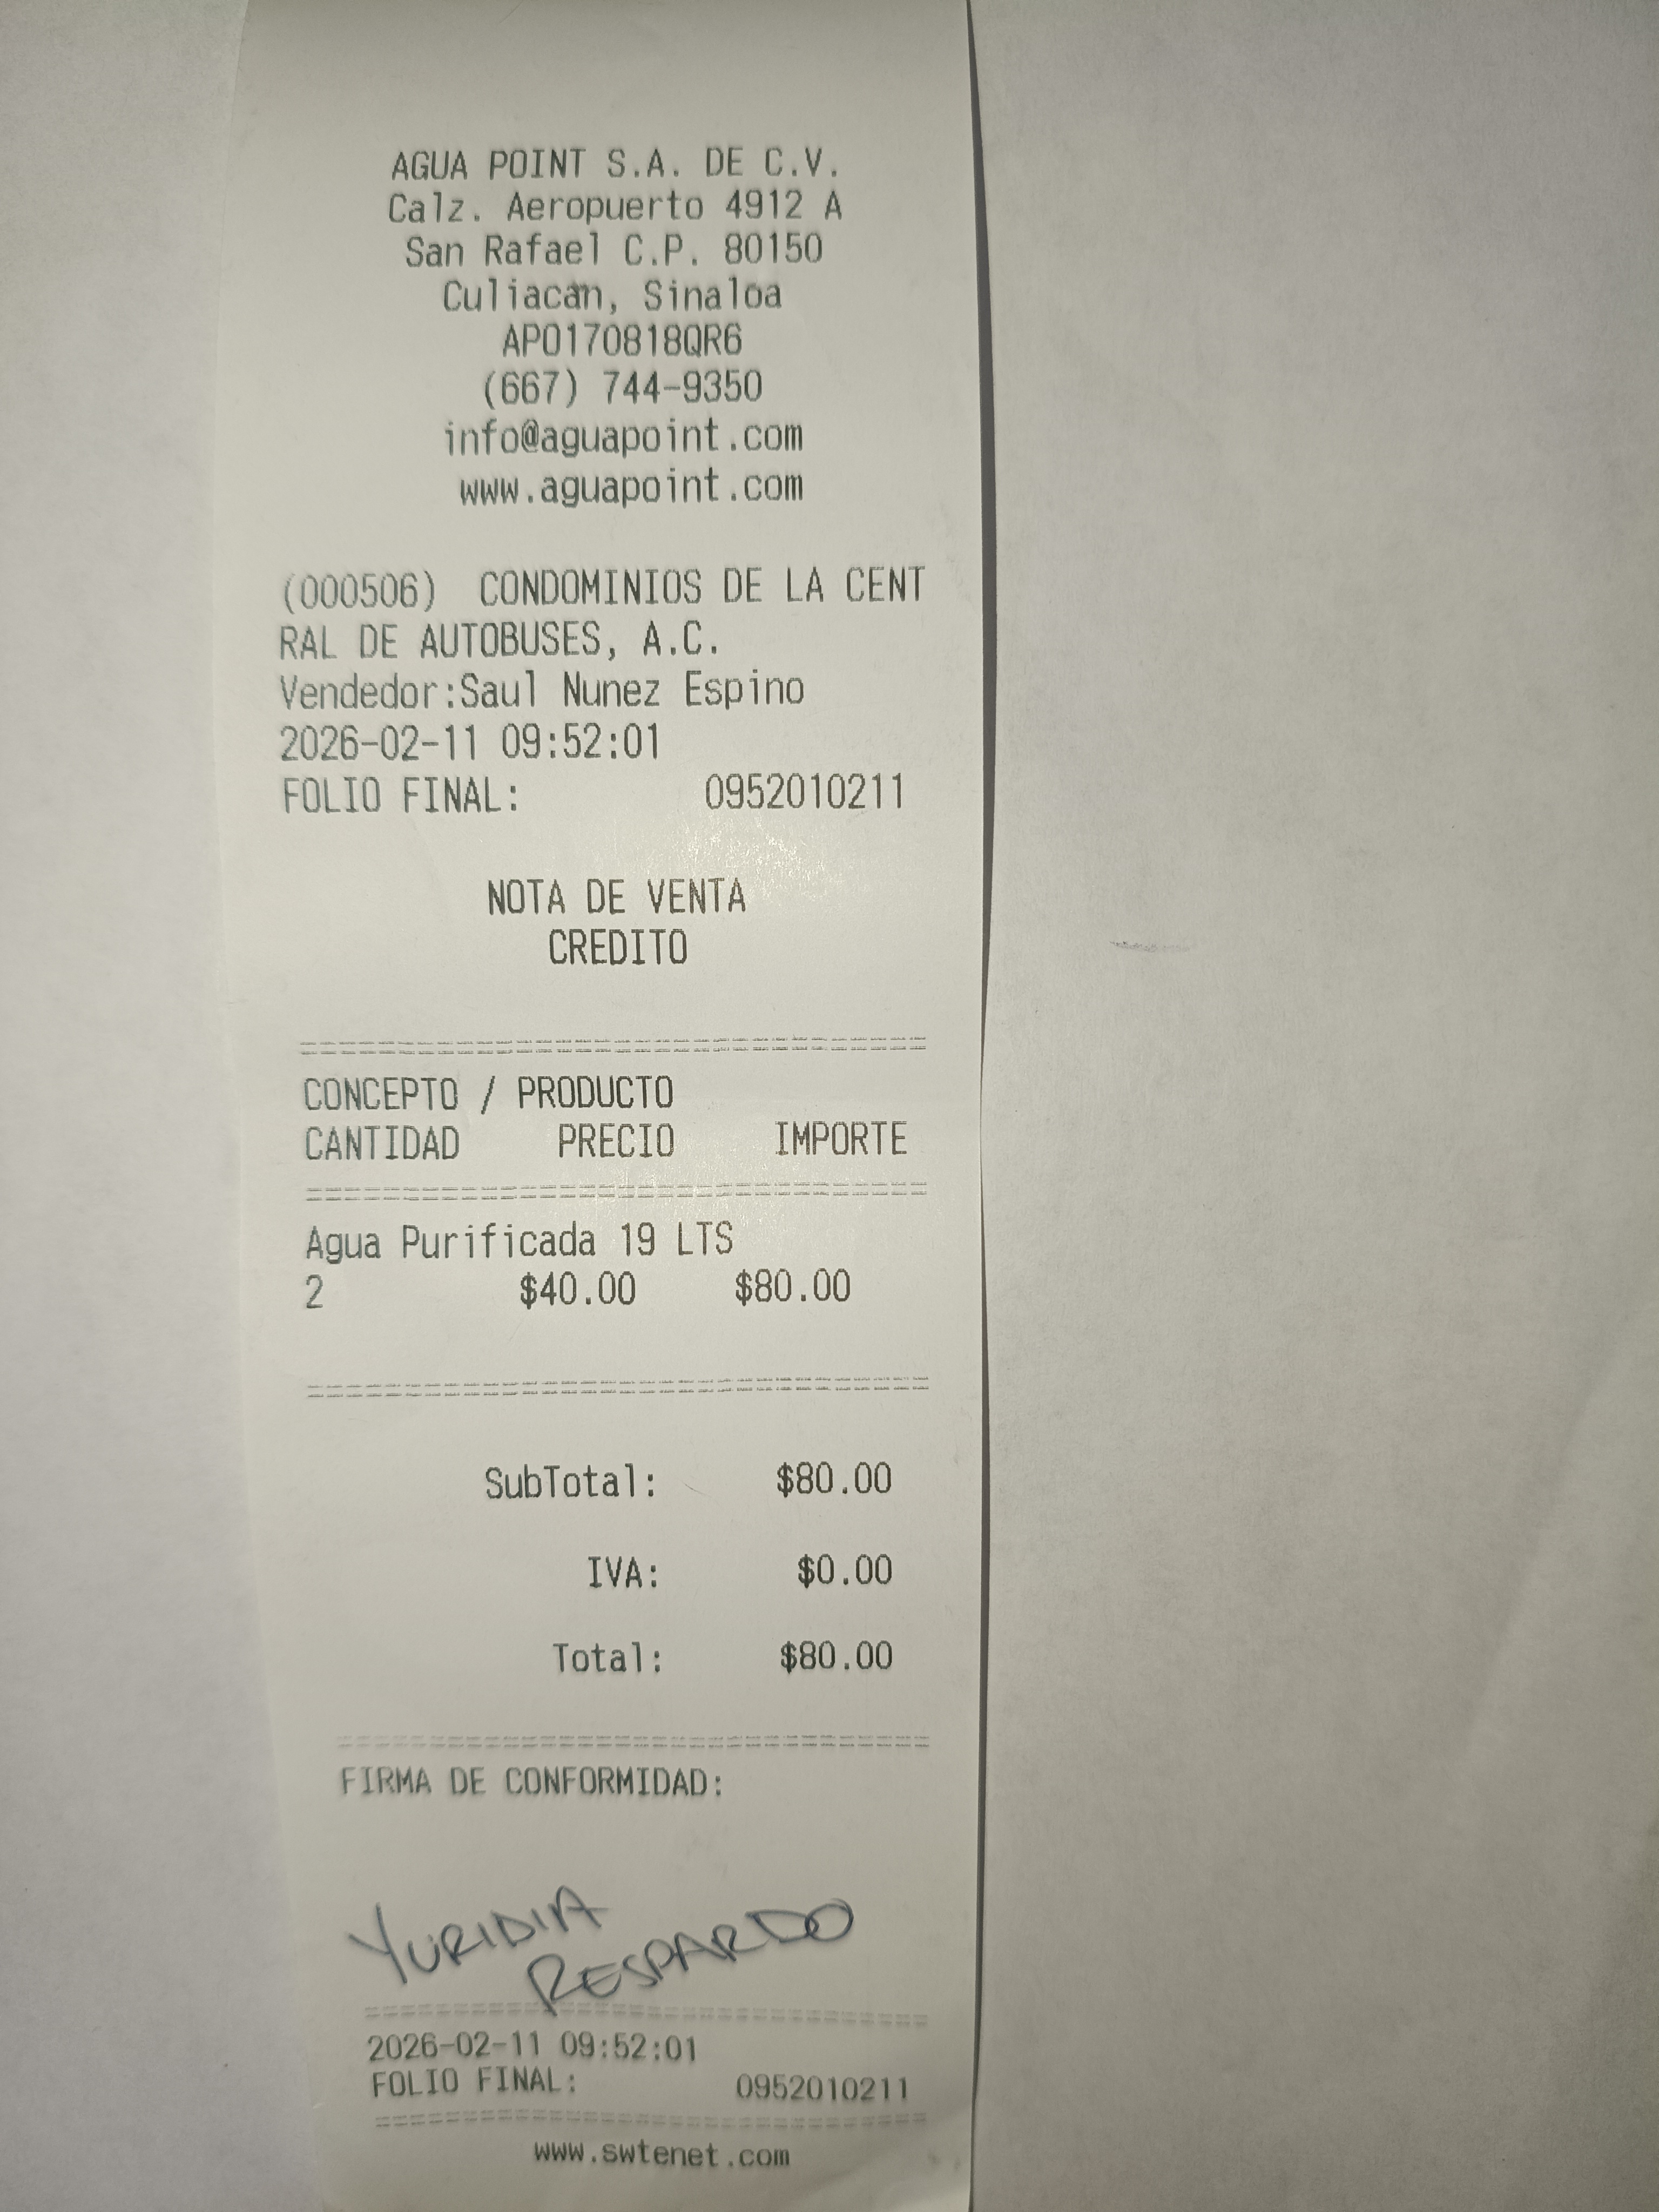 AGUA POINT S.A. DE C.V.
Calz. Aeropuerto 4912 A
San Rafael C.P. 80150
Culiacan, Sinaloa
APO170818QR6
(667) 744-9350
info@aguapoint.com
www.aguapoint.com
(000506) CONDOMINIOS DE LA CENT
RAL DE AUTOBUSES, A.C.
Vendedor:Saul Nunez Espino
2026-02-11 09:52:01
FOLIO FINAL: 0952010211
NOTA DE VENTA
CREDITO
CONCEPTO / PRODUCTO
CANTIDAD PRECIO IMPORTE
Agua Purificada 19 LTS
2 $40.00 $80.00
SubTotal: $80.00
IVA: $0.00
Total: $80.00
FIRMA DE CONFORMIDAD:
YURIDIA
RESPARDO
2026-02-11 09:52:01
FOLIO FINAL: 0952010211
www.swtenet.com